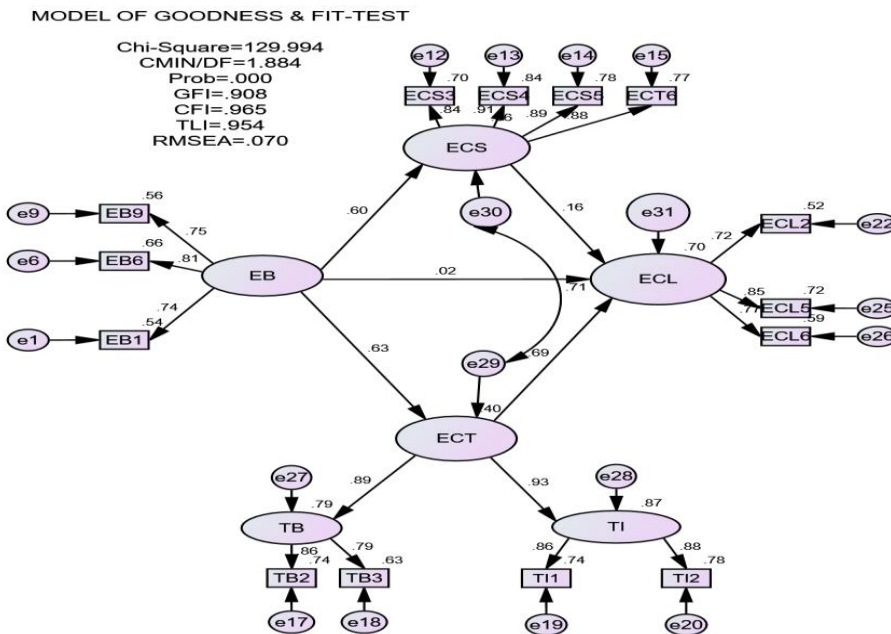 MODEL OF GOODNESS & FIT-TEST
Chi-Square=129.994
CMIN/DF=1.884
Prob=.000
GFI=.908
CFI=.965
TLI=.954
RMSEA=.070
e12 e13 e14 e15
.70 .84 .78 .77
ECS3 ECS4 ECS5 ECT6
.84 .91 .89 .88
ECS
.60 e30 .16 e31
e9 EB9 .56
.75
e6 EB6 .66
.81
EB
.74
e1 EB1 .54
.02
.70
ECL
.72 ECL2 .52 e22
.85 ECL5 .72 e25
.77 ECL6 .59 e26
.71
.63 e29 .69
.40
ECT
e27 .89 .93 e28
.79 .87
TB TI
.86 .79 .86 .88
.74 .63 .74 .78
TB2 TB3 TI1 TI2
e17 e18 e19 e20